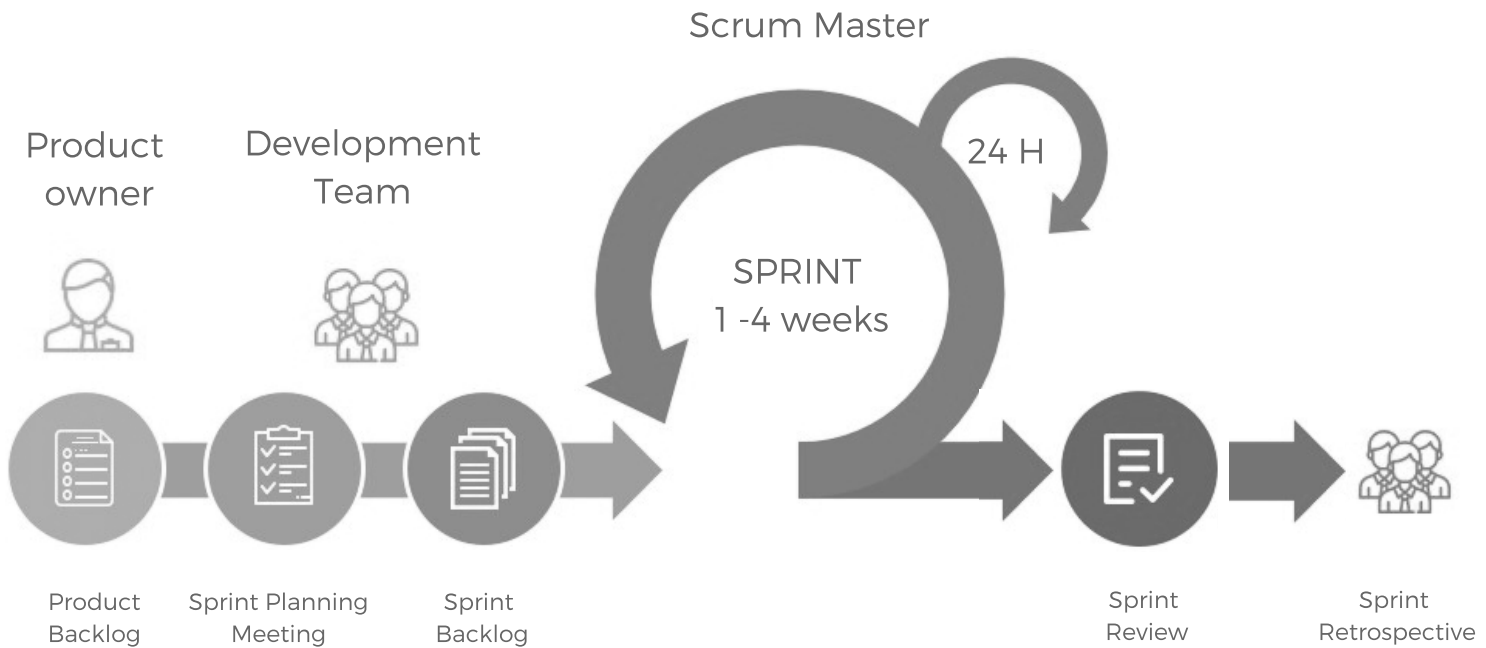 Scrum Master
Product
owner
Development
Team
24 H
SPRINT
1 -4 weeks
Product
Backlog
Sprint Planning
Meeting
Sprint
Backlog
Sprint
Review
Sprint
Retrospective